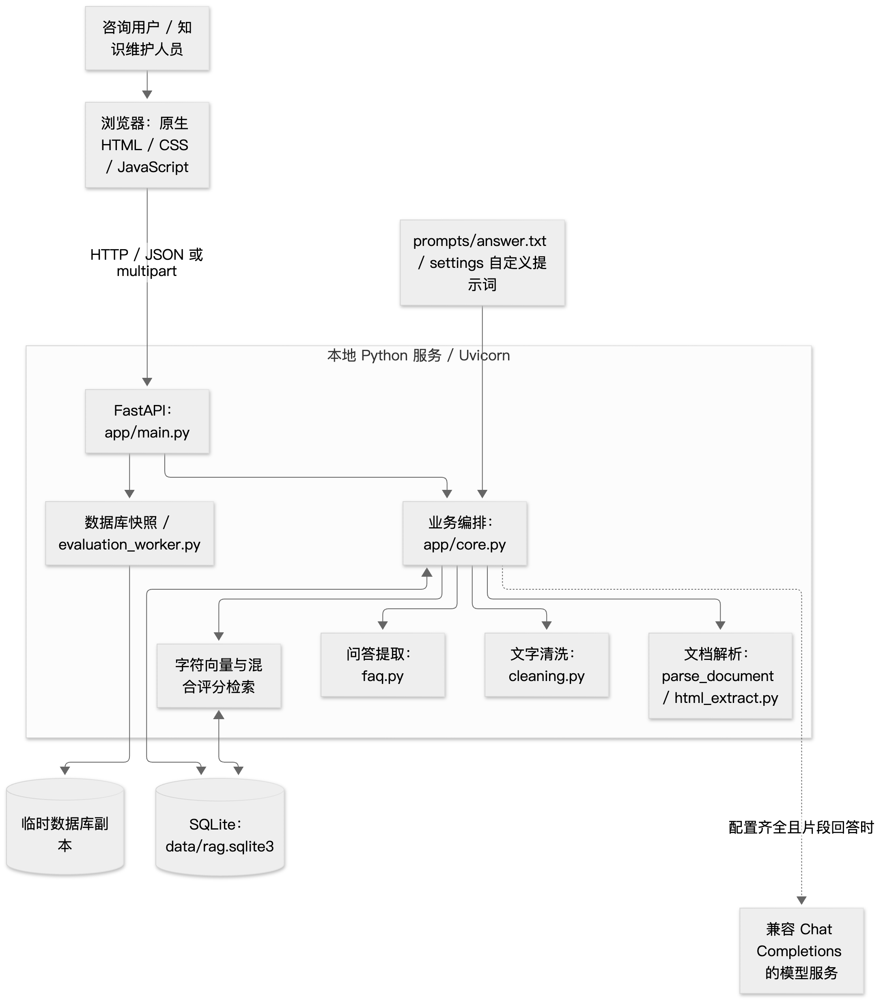 咨询用户 / 知
识维护人员
浏览器：原生
HTML / CSS
/ JavaScript
HTTP / JSON 或
multipart
prompts/answer.txt
/ settings 自定义提
示词
本地 Python 服务 / Uvicorn
FastAPI：
app/main.py
数据库快照 /
evaluation_worker.py
业务编排：
app/core.py
字符向量与混
合评分检索
问答提取：
faq.py
文字清洗：
cleaning.py
文档解析：
parse_document
/ html_extract.py
临时数据库副
本
SQLite：
data/rag.sqlite3
配置齐全且片段回答时
兼容 Chat
Completions
的模型服务